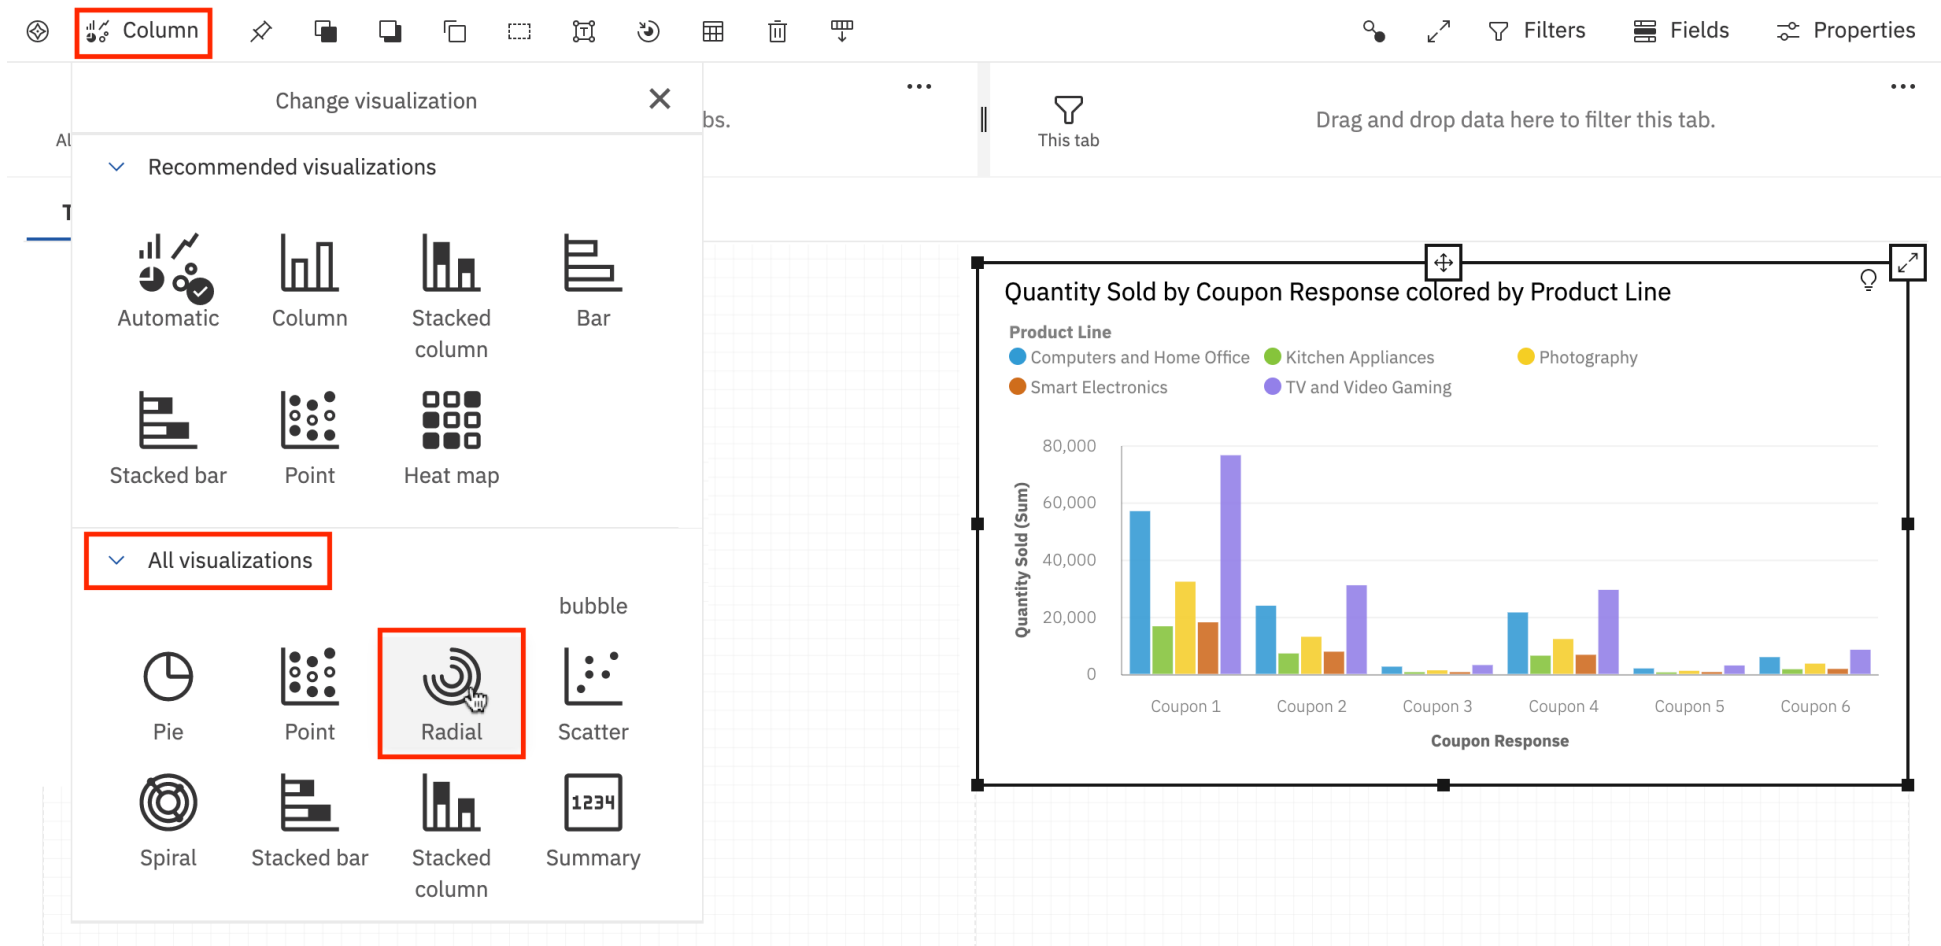 Column
Filters
Fields
Properties
Change visualization
bs.
This tab
Drag and drop data here to filter this tab.
Al
Recommended visualizations
T
Automatic
Column
Stacked
column
Bar
Stacked bar
Point
Heat map
All visualizations
bubble
Pie
Point
Radial
Scatter
Spiral
Stacked bar
Stacked
column
1234
Summary
Quantity Sold by Coupon Response colored by Product Line
Product Line
Computers and Home Office
Kitchen Appliances
Photography
Smart Electronics
TV and Video Gaming
Quantity Sold (Sum)
80,000
60,000
40,000
20,000
0
Coupon 1
Coupon 2
Coupon 3
Coupon 4
Coupon 5
Coupon 6
Coupon Response